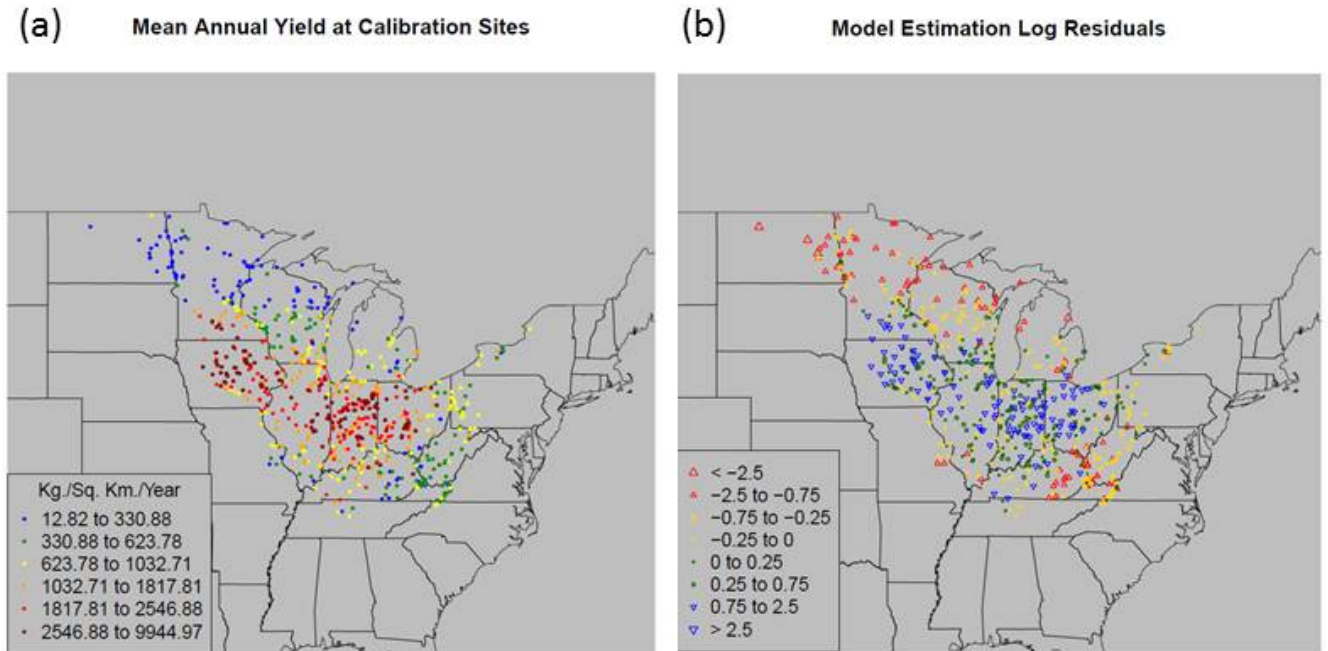 (a) Mean Annual Yield at Calibration Sites
Kg./Sq. Km./Year
12.82 to 330.88
330.88 to 623.78
623.78 to 1032.71
1032.71 to 1817.81
1817.81 to 2546.88
2546.88 to 9944.97
(b) Model Estimation Log Residuals
< −2.5
−2.5 to −0.75
−0.75 to −0.25
−0.25 to 0
0 to 0.25
0.25 to 0.75
0.75 to 2.5
> 2.5